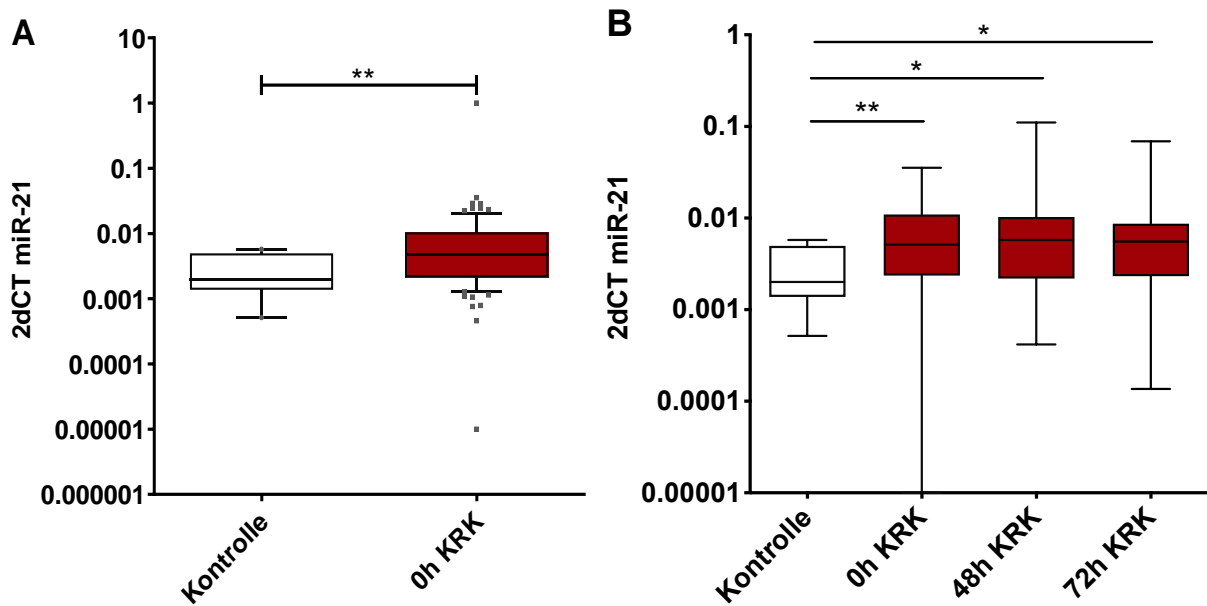 A
2dCT miR-21
10
1
0.1
0.01
0.001
0.0001
0.00001
0.000001
**
Kontrolle
0h KRK
B
2dCT miR-21
1
0.1
0.01
0.001
0.0001
0.00001
*
*
**
Kontrolle
0h KRK
48h KRK
72h KRK